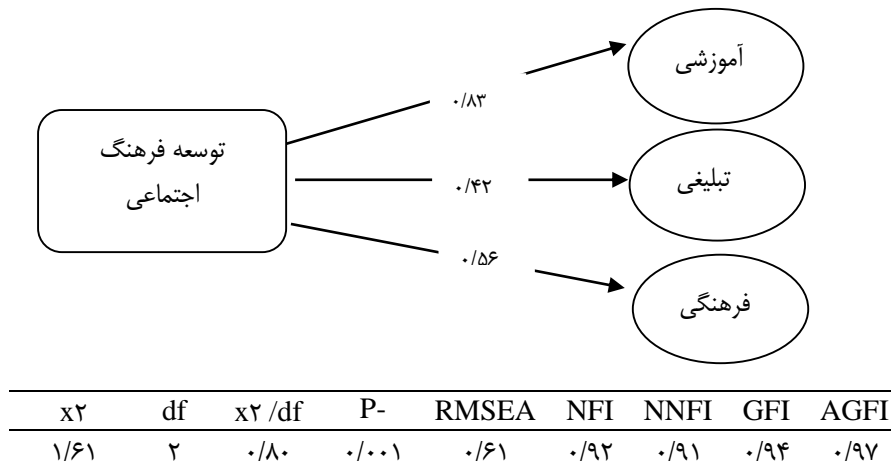 آموزشی
۰/۸۳
توسعه فرهنگ
اجتماعی
تبلیغی
۰/۴۲
۰/۵۶
فرهنگی
x۲ df x۲ /df P- RMSEA NFI NNFI GFI AGFI
۱/۶۱ ۲ ۰/۸۰ ۰/۰۰۱ ۰/۶۱ ۰/۹۲ ۰/۹۱ ۰/۹۴ ۰/۹۷